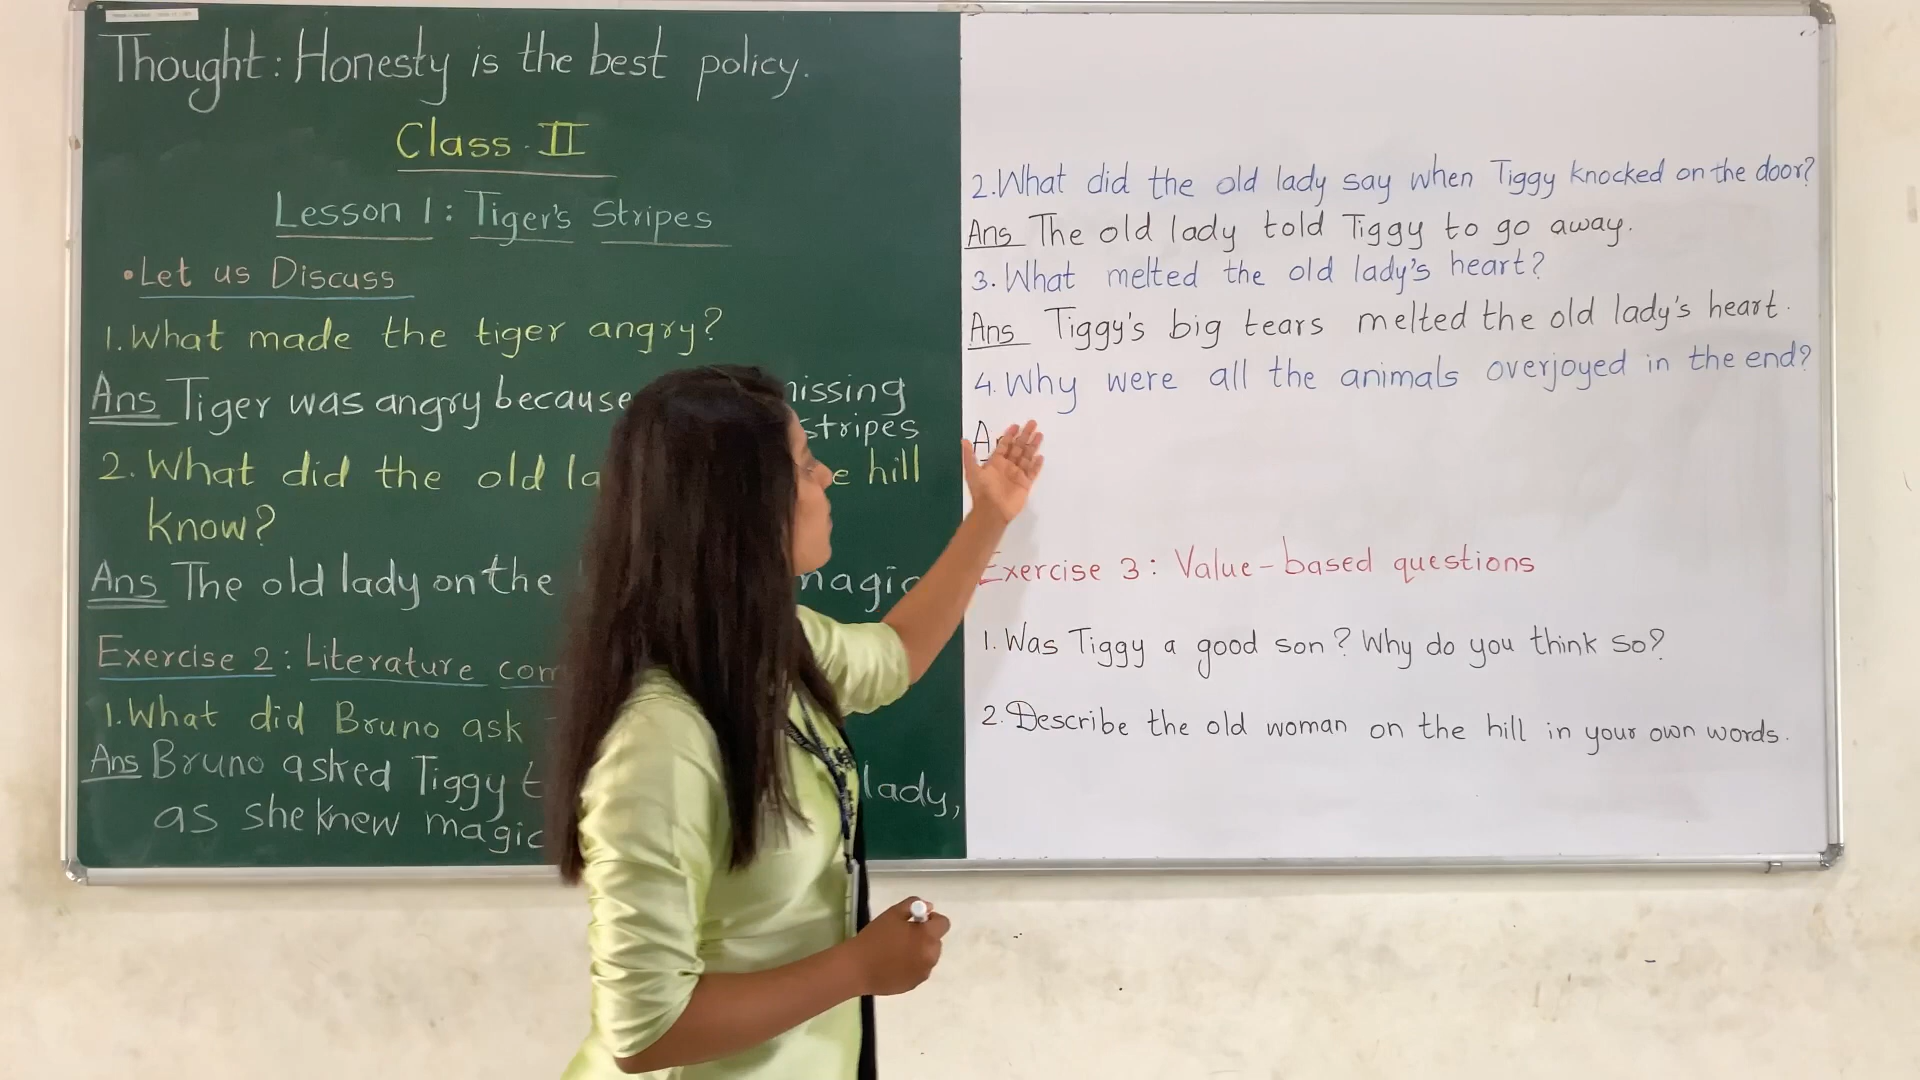 Thought: Honesty is the best policy.
Class - II
Lesson 1: Tiger's Stripes
• Let us Discuss
1. What made the tiger angry?
Ans Tiger was angry because
stripes
2. What did the old hill
know?
Ans The old lady on the
Exercise 2: Literature
1. What did Bruno ask
Ans Bruno asked Tiggy lady,
as she knew magic
2. What did the old lady say when Tiggy knocked on the door?
Ans The old lady told Tiggy to go away.
3. What melted the old lady's heart?
Ans Tiggy's big tears melted the old lady's heart.
4. Why were all the animals overjoyed in the end?
Exercise 3: Value-based questions
1. Was Tiggy a good son? Why do you think so?
2. Describe the old woman on the hill in your own words.